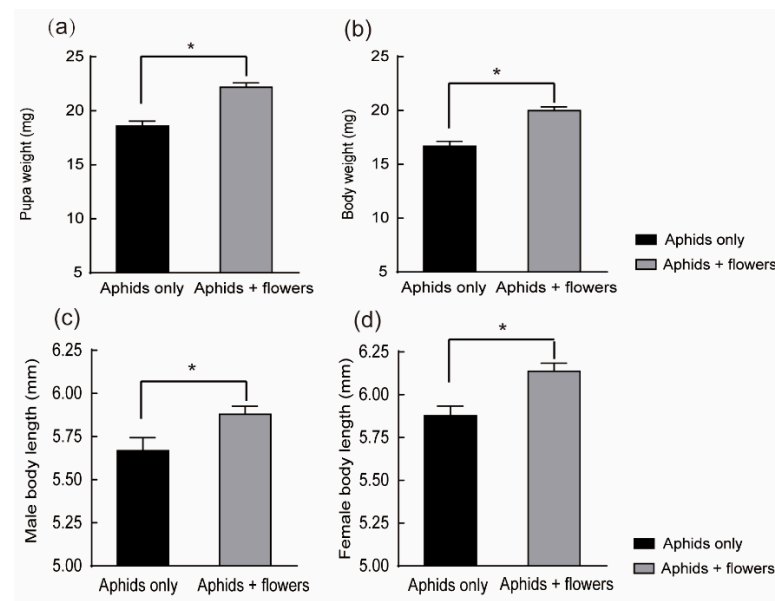 (a)
*
25
20
15
10
5
Pupa weight (mg)
Aphids only
Aphids + flowers
(b)
*
25
20
15
10
5
Body weight (mg)
Aphids only
Aphids + flowers
Aphids only
Aphids + flowers
(c)
*
6.25
6.00
5.75
5.50
5.25
5.00
Male body length (mm)
Aphids only
Aphids + flowers
(d)
*
6.25
6.00
5.75
5.50
5.25
5.00
Female body length (mm)
Aphids only
Aphids + flowers
Aphids only
Aphids + flowers